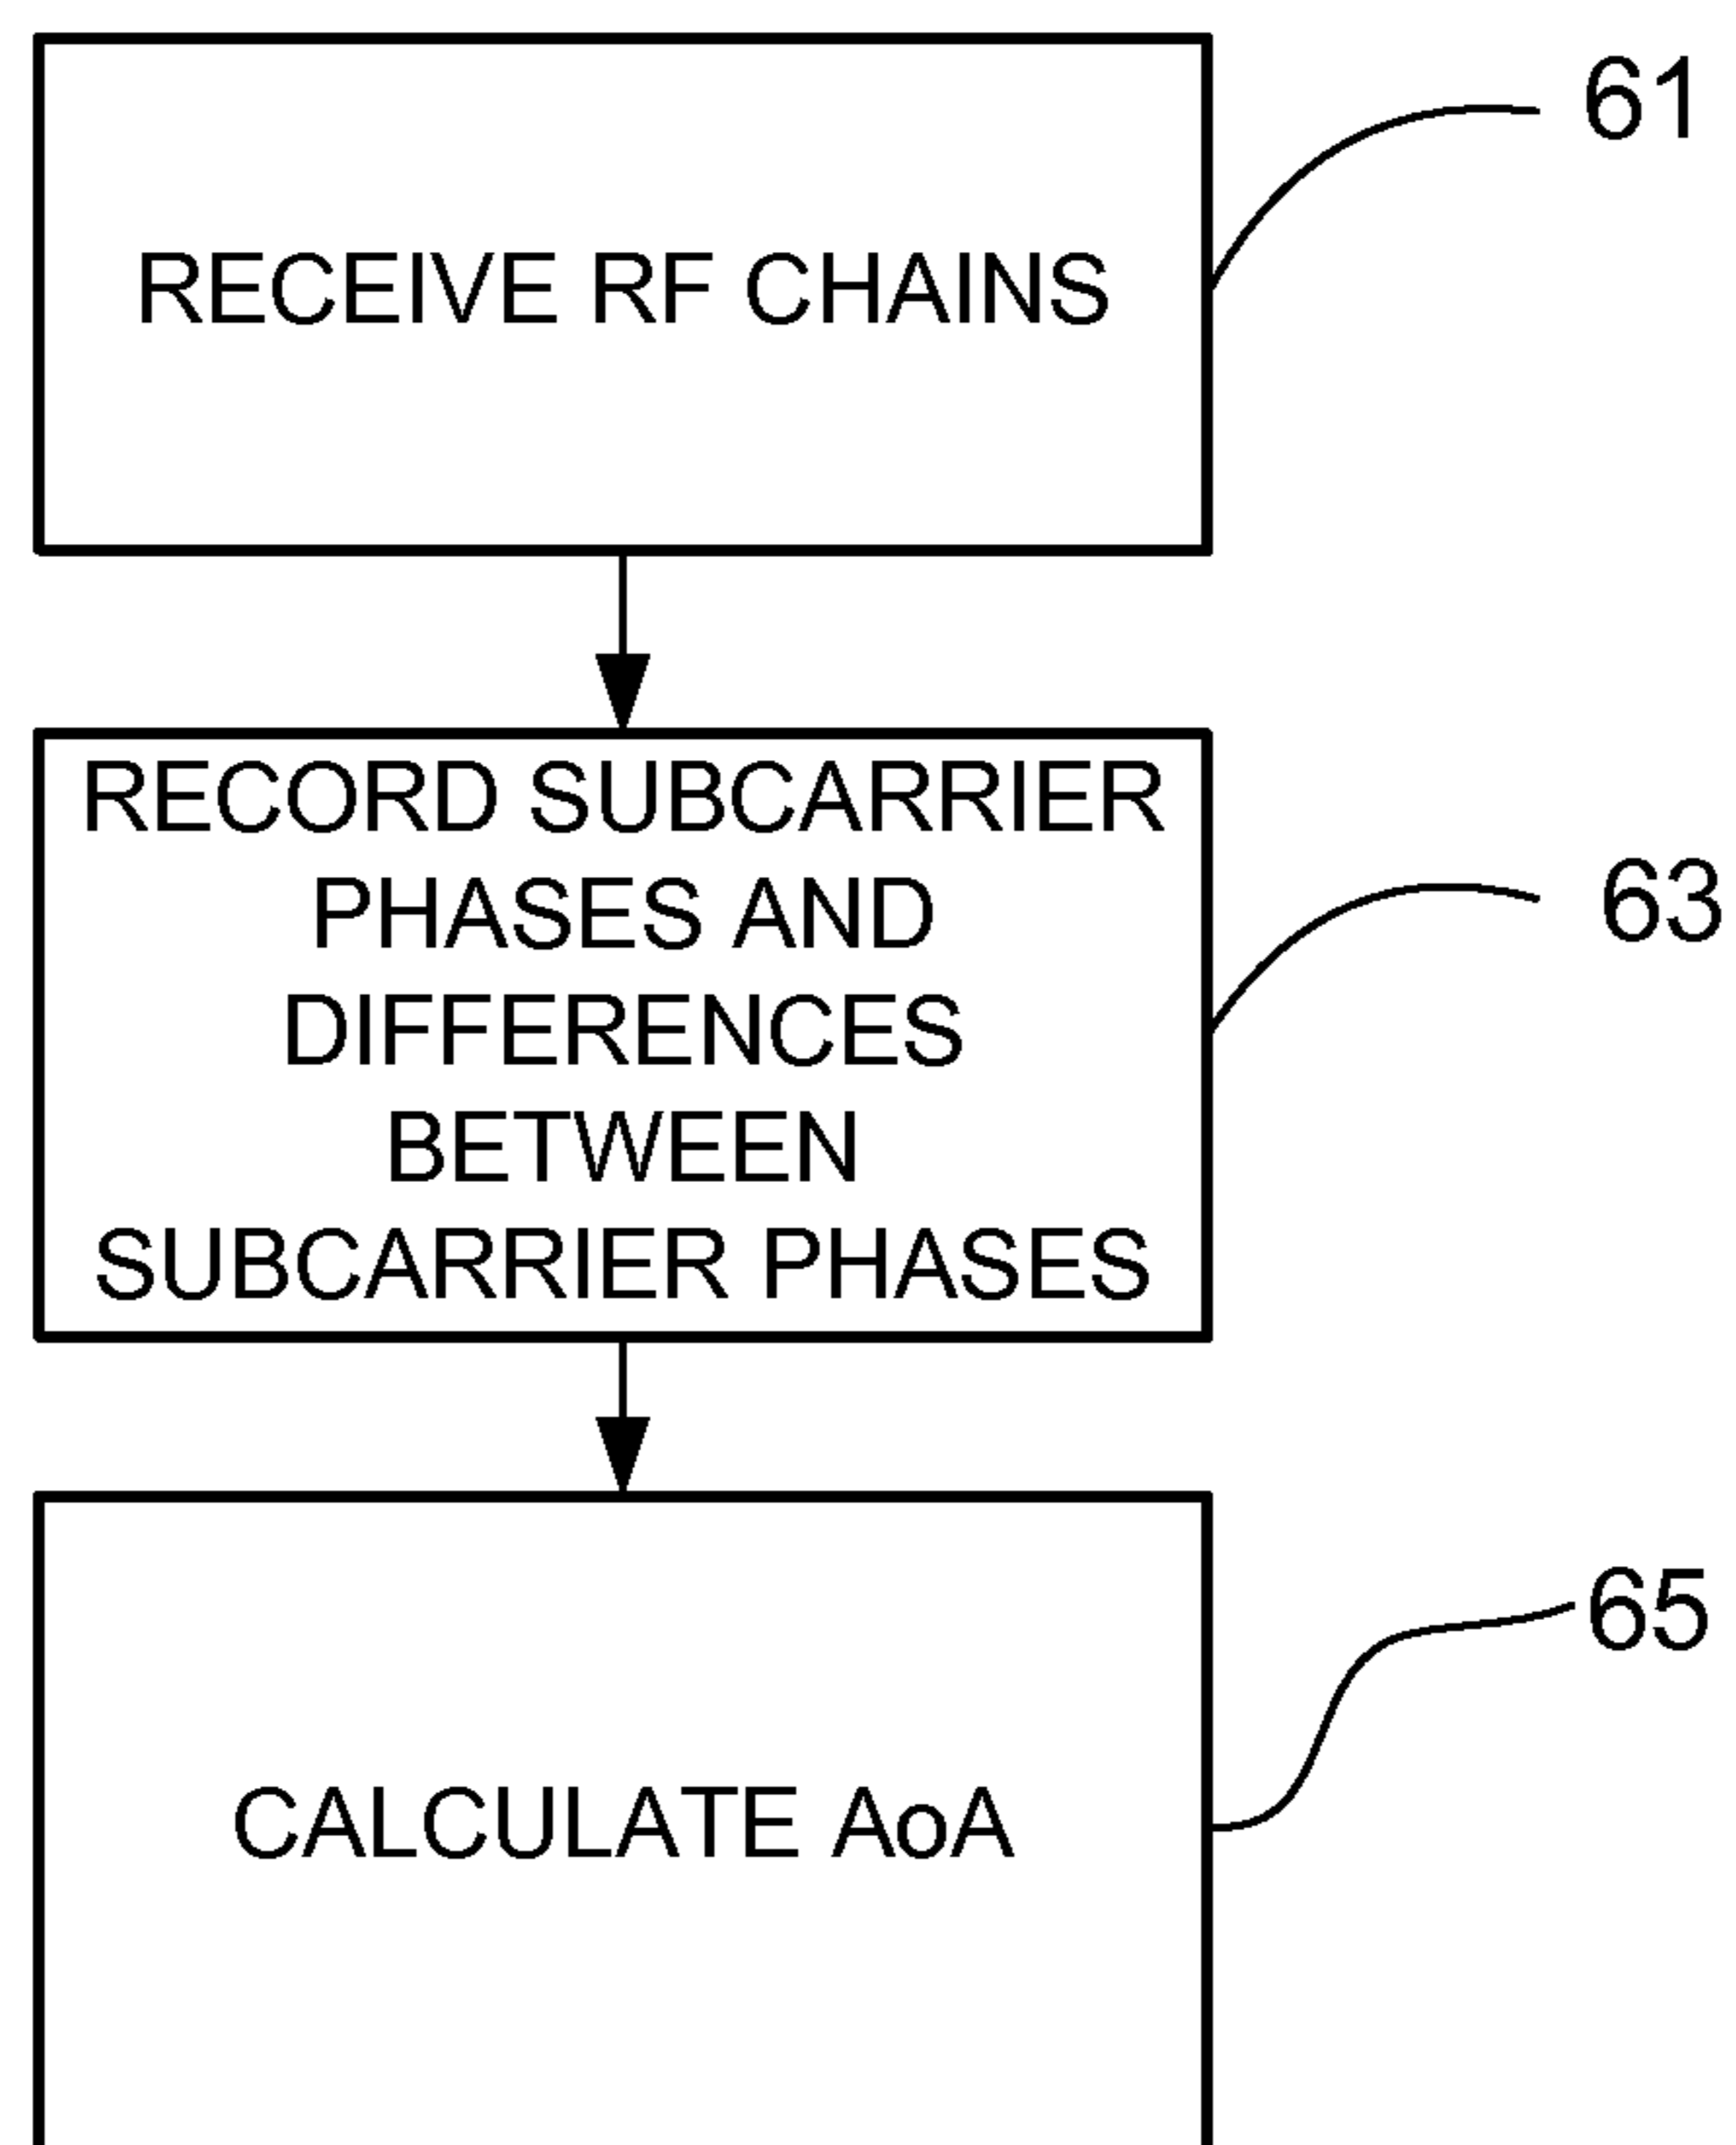 RECEIVE RF CHAINS
61
RECORD SUBCARRIER
PHASES AND
DIFFERENCES
BETWEEN
SUBCARRIER PHASES
63
CALCULATE AoA
65